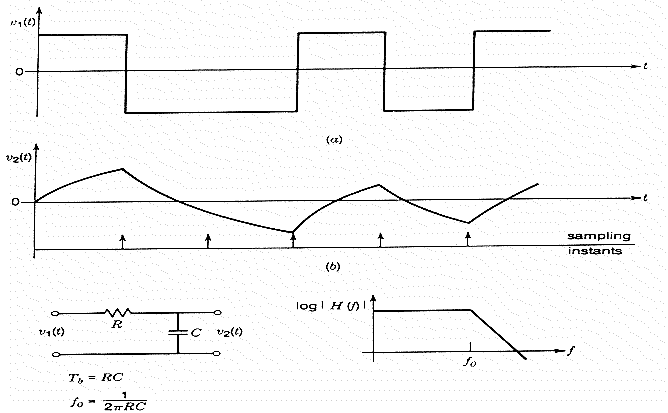 v₁(t)
0
t
(a)
v₂(t)
0
t
sampling
instants
(b)
log | H (f) |
v₁(t)
R
C
v₂(t)
f₀
f
T_b = RC
f₀ = 1/2πRC